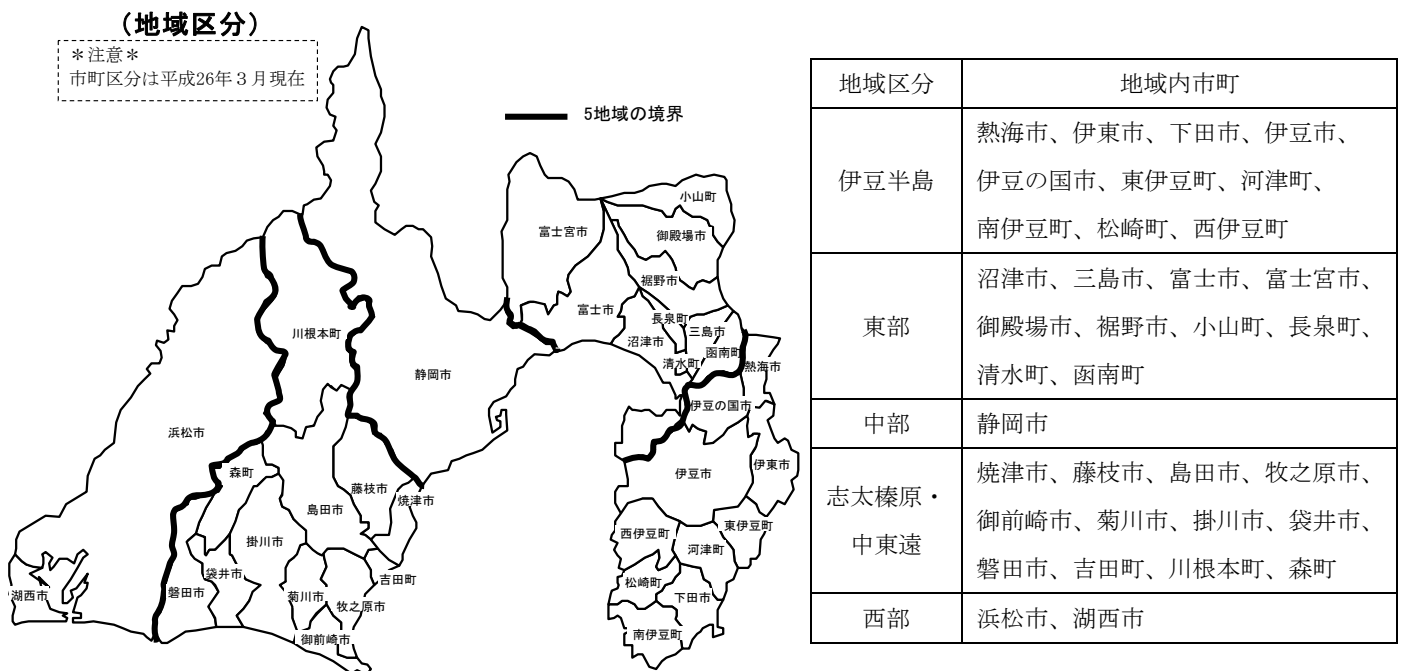 （地域区分）
＊注意＊
市町区分は平成26年３月現在
5地域の境界
小山町
御殿場市
富士宮市
裾野市
富士市
長泉町
三島市
沼津市
函南町
清水町
熱海市
川根本町
静岡市
伊豆の国市
浜松市
森町
伊豆市
伊東市
藤枝市
焼津市
島田市
掛川市
西伊豆町
東伊豆町
河津町
袋井市
吉田町
松崎町
湖西市
磐田市
菊川市
牧之原市
下田市
御前崎市
南伊豆町
地域区分
地域内市町
伊豆半島
熱海市、伊東市、下田市、伊豆市、
伊豆の国市、東伊豆町、河津町、
南伊豆町、松崎町、西伊豆町
東部
沼津市、三島市、富士市、富士宮市、
御殿場市、裾野市、小山町、長泉町、
清水町、函南町
中部
静岡市
志太榛原・
中東遠
焼津市、藤枝市、島田市、牧之原市、
御前崎市、菊川市、掛川市、袋井市、
磐田市、吉田町、川根本町、森町
西部
浜松市、湖西市